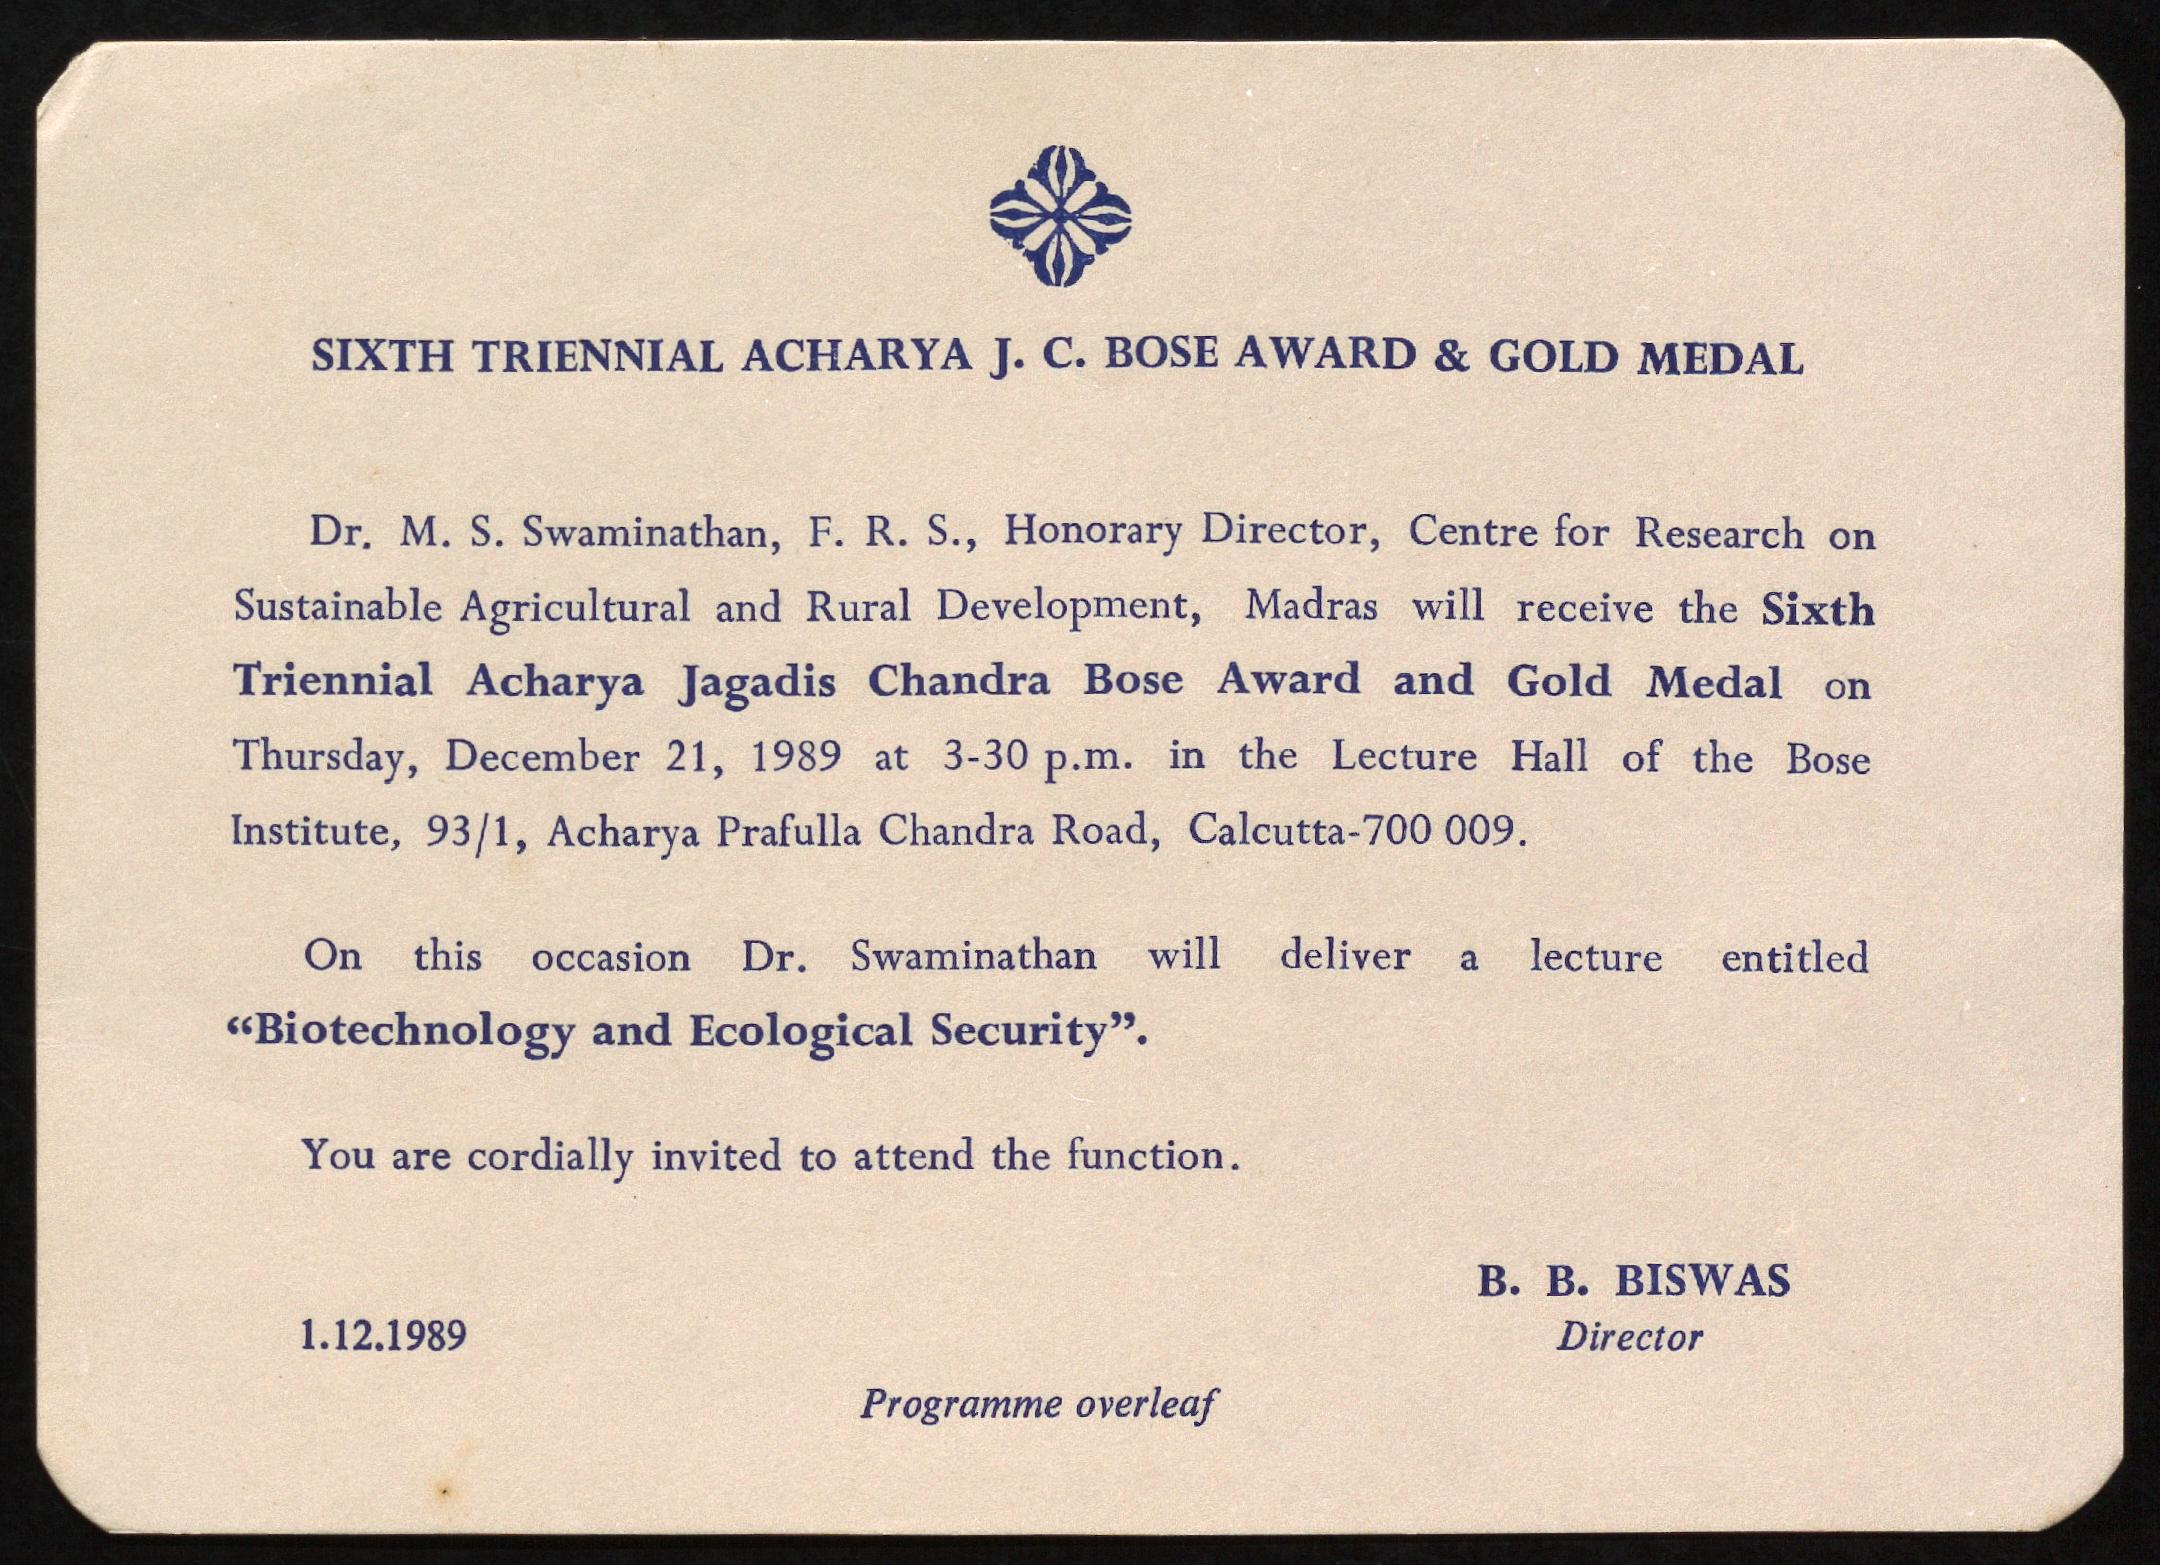 SIXTH TRIENNIAL ACHARYA J. C. BOSE AWARD & GOLD MEDAL
Dr. M. S. Swaminathan, F. R. S., Honorary Director, Centre for Research on
Sustainable Agricultural and Rural Development, Madras will receive the Sixth
Triennial Acharya Jagadis Chandra Bose Award and Gold Medal on
Thursday, December 21, 1989 at 3-30 p.m. in the Lecture Hall of the Bose
Institute, 93/1, Acharya Prafulla Chandra Road, Calcutta-700 009.
On this occasion Dr. Swaminathan will deliver a lecture entitled
“Biotechnology and Ecological Security”.
You are cordially invited to attend the function.
B. B. BISWAS
1.12.1989
Director
Programme overleaf